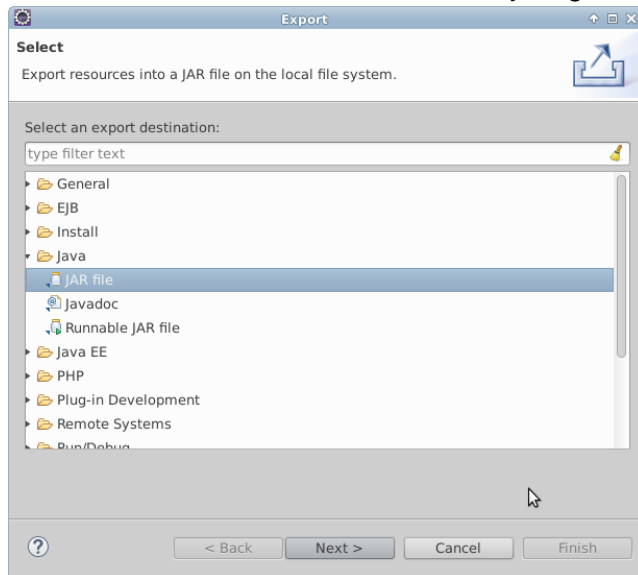 Export
Select
Export resources into a JAR file on the local file system.
Select an export destination:
type filter text
General
EJB
Install
Java
JAR file
Javadoc
Runnable JAR file
Java EE
PHP
Plug-in Development
Remote Systems
Run/Debug
< Back
Next >
Cancel
Finish